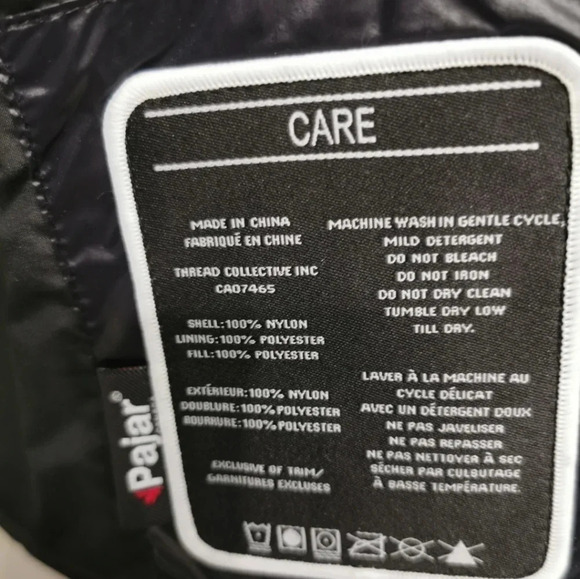 CARE
MADE IN CHINA
FABRIQUÉ EN CHINE
THREAD COLLECTIVE INC
CA07465
SHELL:100% NYLON
LINING:100% POLYESTER
FILL:100% POLYESTER
EXTÉRIEUR:100% NYLON
DOUBLURE:100% POLYESTER
BOURRURE:100% POLYESTER
EXCLUSIVE OF TRIM/
GARNITURES EXCLUSES
MACHINE WASH IN GENTLE CYCLE,
MILD DETERGENT
DO NOT BLEACH
DO NOT IRON
DO NOT DRY CLEAN
TUMBLE DRY LOW
TILL DRY.
LAVER À LA MACHINE AU
CYCLE DÉLICAT
AVEC UN DÉTERGENT DOUX
NE PAS JAVELISER
NE PAS REPASSER
NE PAS NETTOYER À SEC
SÈCHER PAR CULBUTAGE
À BASSE TEMPÉRATURE.
Pajar®